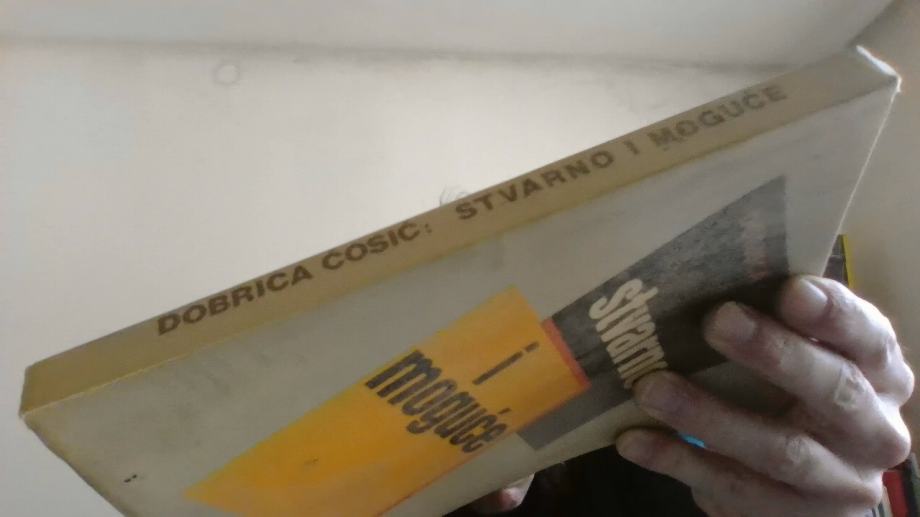 DOBRICA COSIC: STVARNO I MOGUĆE
stvarno
i
moguće